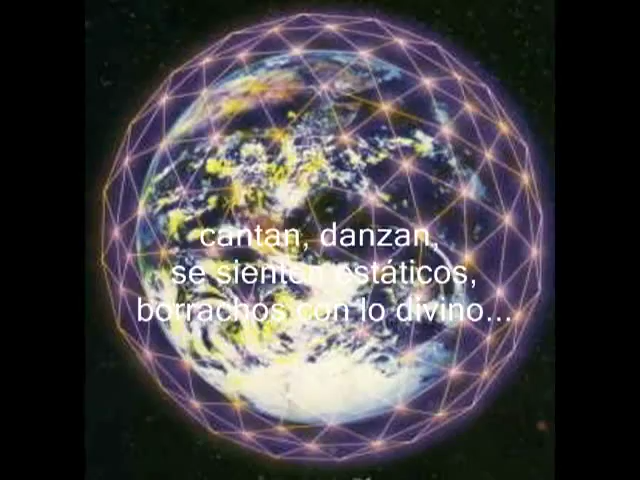 cantan, danzan,
se sienten estáticos,
borrachos con lo divino...